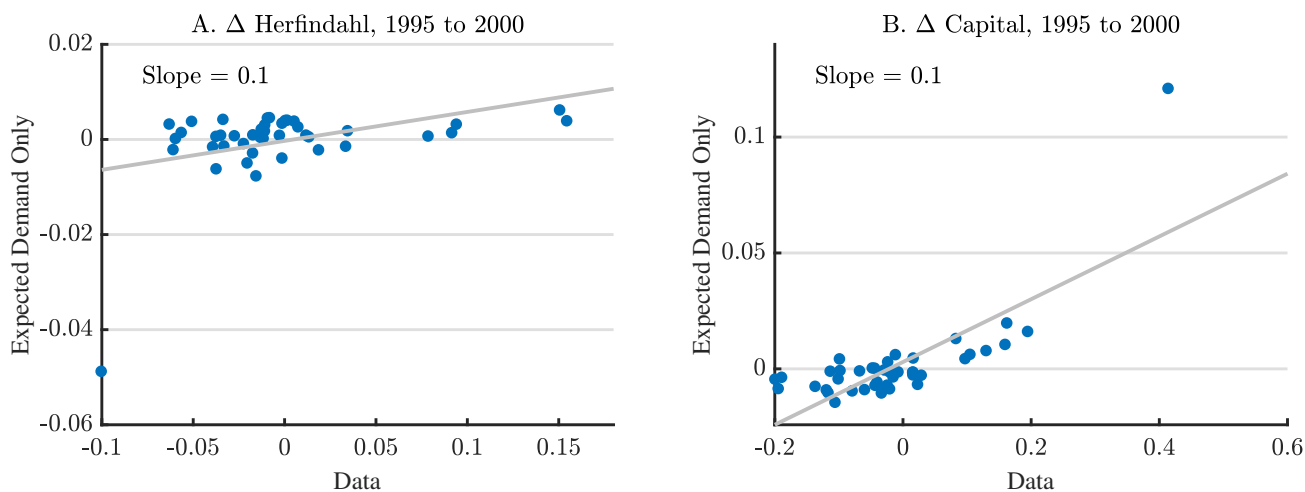 A. Δ Herfindahl, 1995 to 2000
0.02
0
-0.02
-0.04
-0.06
Expected Demand Only
Slope = 0.1
-0.1
-0.05
0
0.05
0.1
0.15
Data
B. Δ Capital, 1995 to 2000
0.1
0.05
0
Expected Demand Only
Slope = 0.1
-0.2
0
0.2
0.4
0.6
Data